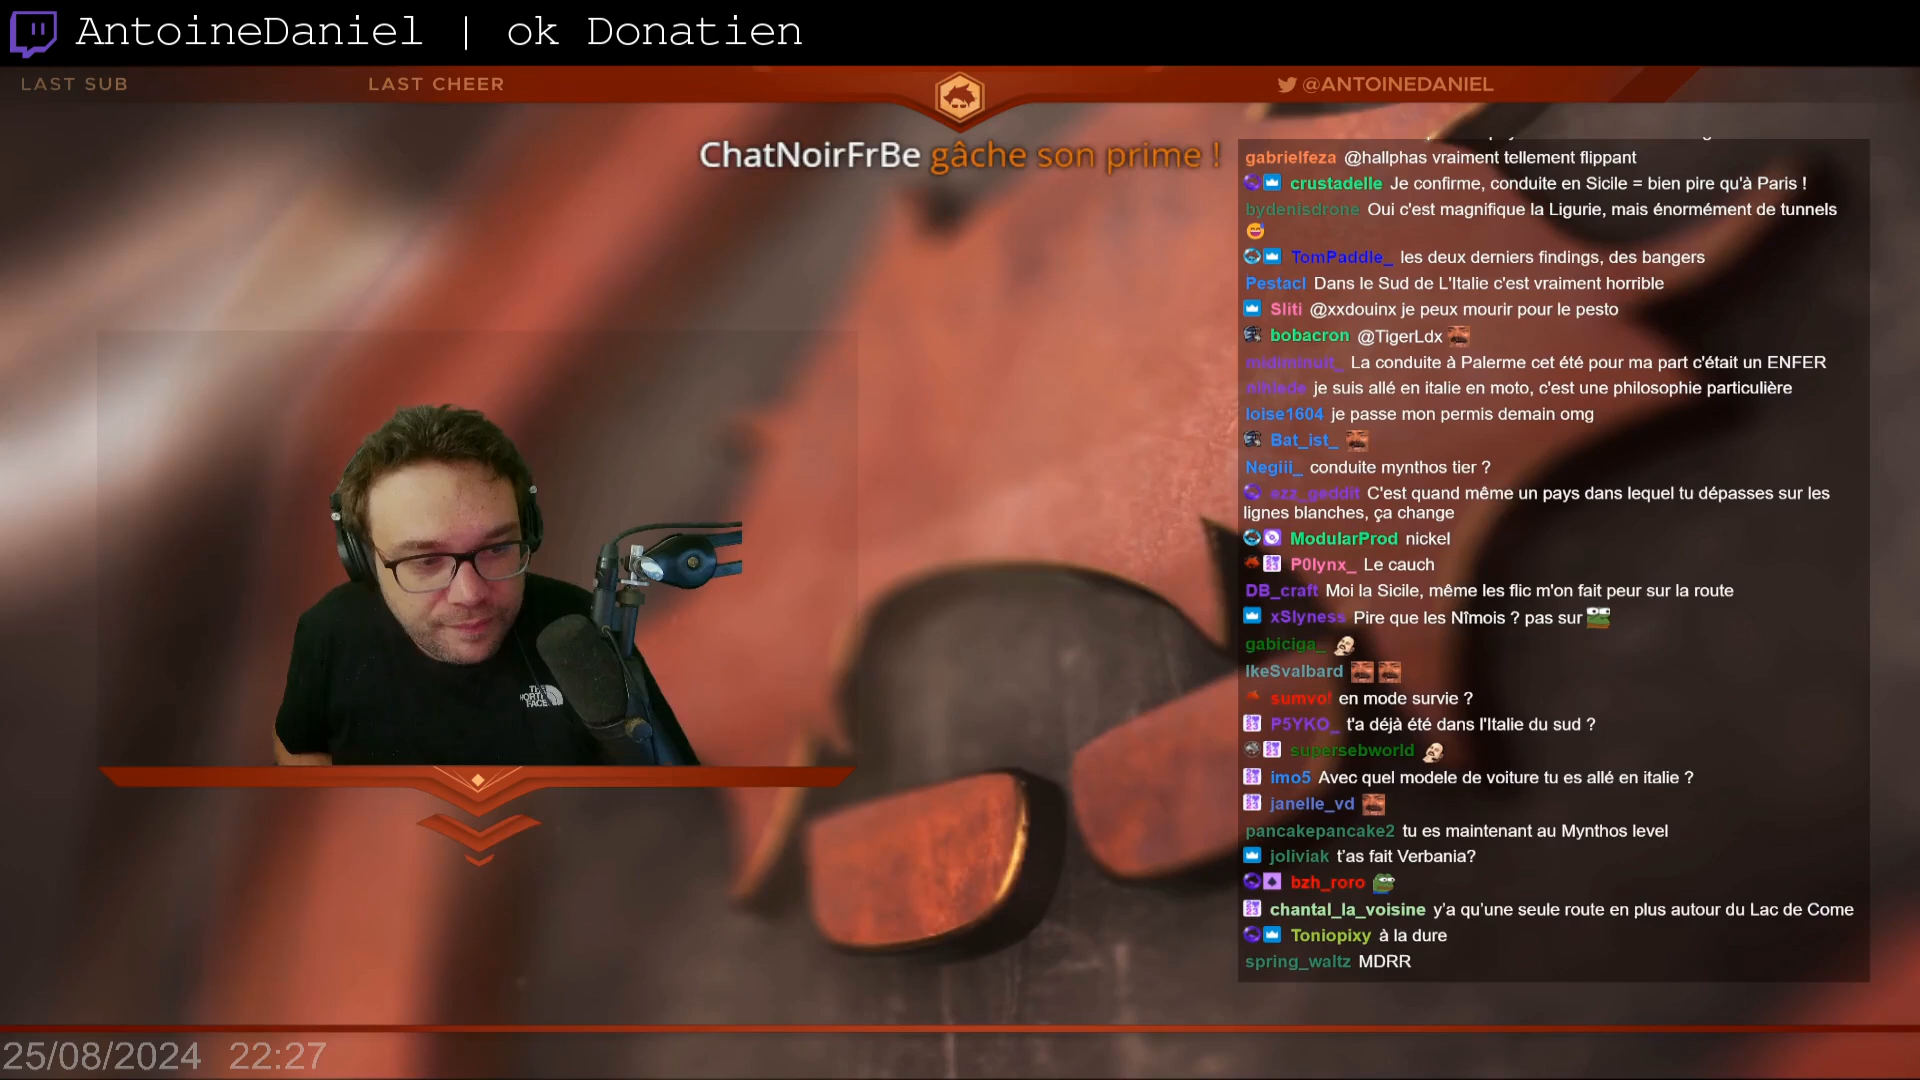 AntoineDaniel | ok Donatien
LAST SUB
LAST CHEER
@ANTOINEDANIEL
ChatNoirFrBe gâche son prime !
gabrielfeza @hallphas vraiment tellement flippant
crustadelle Je confirme, conduite en Sicile = bien pire qu'à Paris !
bydenisdrone Oui c'est magnifique la Ligurie, mais énormément de tunnels
😅
TomPaddle_ les deux derniers findings, des bangers
Pestacl Dans le Sud de L'Italie c'est vraiment horrible
Sliti @xxdouinx je peux mourir pour le pesto
bobacron @TigerLdx
midiminuit_ La conduite à Palerme cet été pour ma part c'était un ENFER
je suis allé en italie en moto, c'est une philosophie particulière
loise1604 je passe mon permis demain omg
Bat_ist_
Negiii_ conduite mynthos tier ?
ezz_geddit C'est quand même un pays dans lequel tu dépasses sur les
lignes blanches, ça change
ModularProd nickel
P0lynx_ Le cauch
DB_craft Moi la Sicile, même les flic m'on fait peur sur la route
xSlyness Pire que les Nîmois ? pas sur
gabiciga_
IkeSvalbard
sumvo! en mode survie ?
P5YKO_ t'a déjà été dans l'Italie du sud ?
supersebworld
imo5 Avec quel modele de voiture tu es allé en italie ?
janelle_vd
pancakepancake2 tu es maintenant au Mynthos level
joliviak t'as fait Verbania?
bzh_roro
chantal_la_voisine y'a qu'une seule route en plus autour du Lac de Come
Toniopixy à la dure
spring_waltz MDRR
THE
NORTH
FACE
25/08/2024 22:27